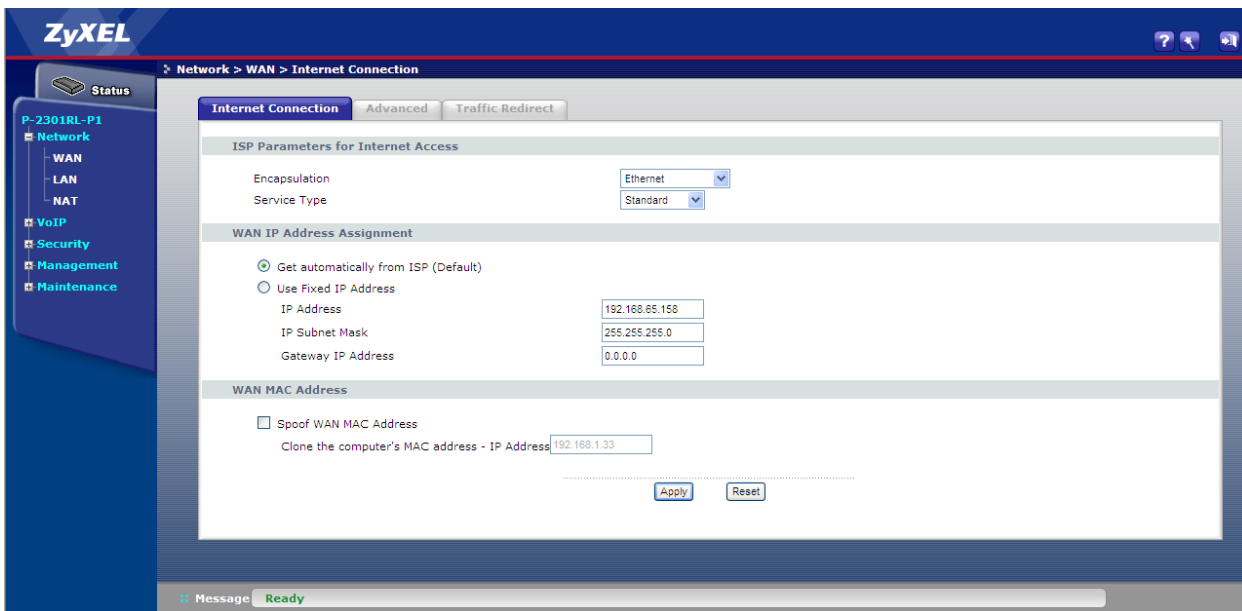 ZyXEL
?
Network > WAN > Internet Connection
Status
P-2301RL-P1
Network
WAN
LAN
NAT
VoIP
Security
Management
Maintenance
Internet Connection Advanced Traffic Redirect
ISP Parameters for Internet Access
Encapsulation Ethernet
Service Type Standard
WAN IP Address Assignment
Get automatically from ISP (Default)
Use Fixed IP Address
IP Address 192.168.65.158
IP Subnet Mask 255.255.255.0
Gateway IP Address 0.0.0.0
WAN MAC Address
Spoof WAN MAC Address
Clone the computer's MAC address - IP Address 192.168.1.33
Apply Reset
Message Ready